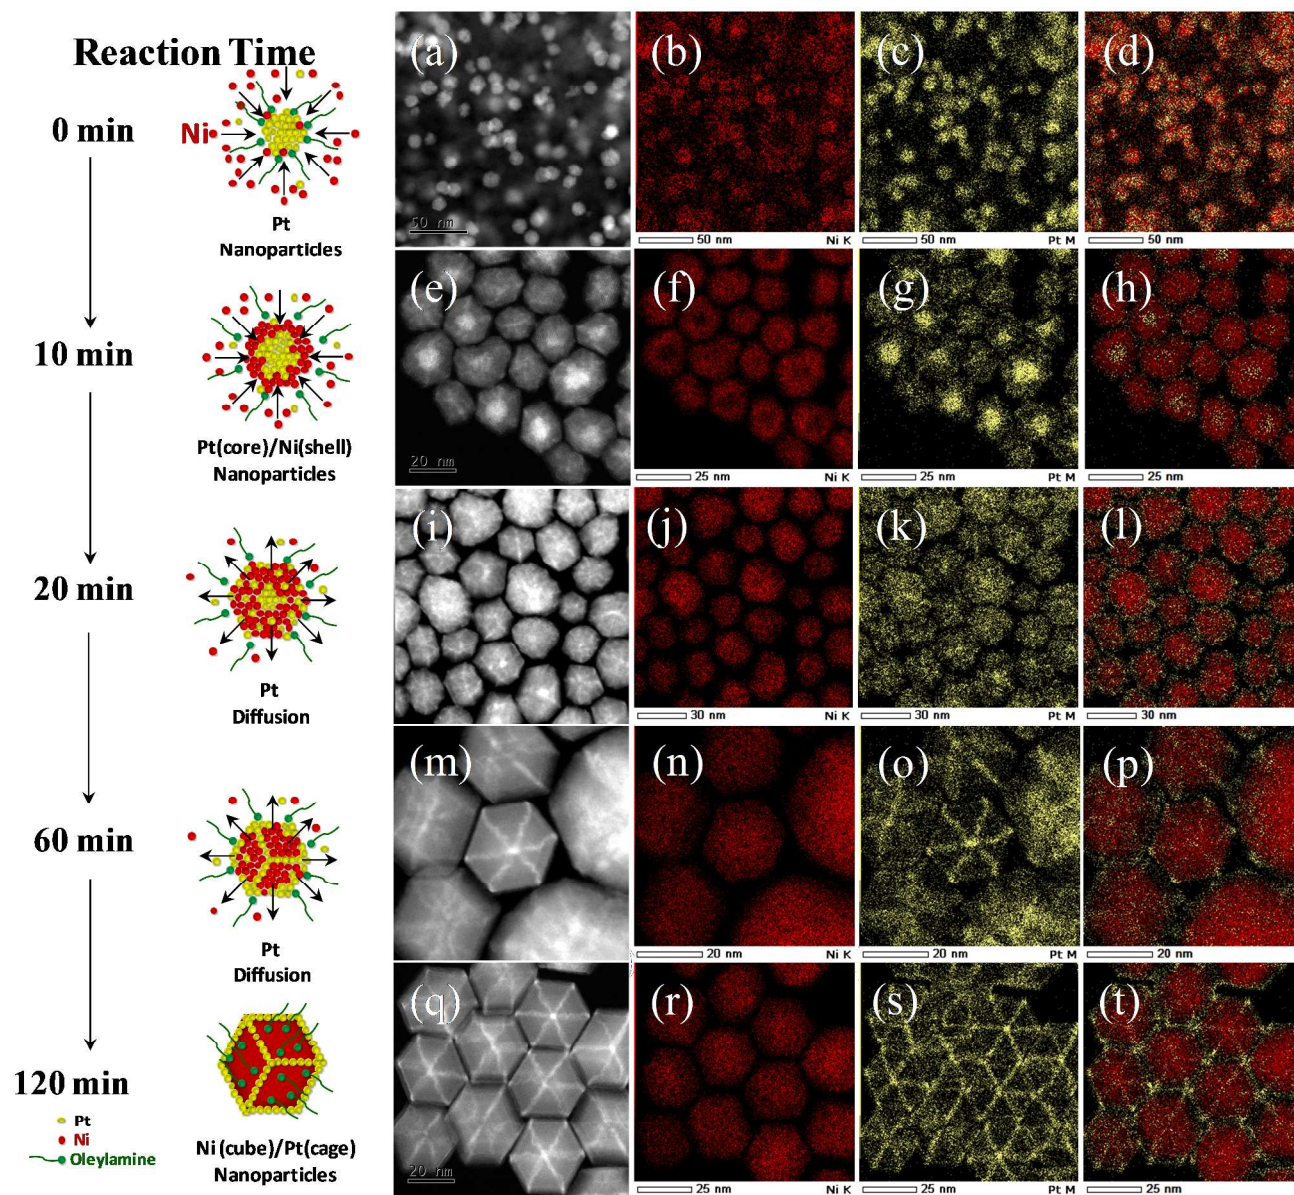 Reaction Time
0 min
Ni
Pt
Nanoparticles
10 min
Pt(core)/Ni(shell)
Nanoparticles
20 min
Pt
Diffusion
60 min
Pt
Diffusion
120 min
Pt
Ni
Oleylamine
Ni (cube)/Pt(cage)
Nanoparticles
(a) (b) (c) (d)
50 nm 50 nm Ni K 50 nm Pt M 50 nm
(e) (f) (g) (h)
20 nm 25 nm Ni K 25 nm Pt M 25 nm
(i) (j) (k) (l)
30 nm Ni K 30 nm Pt M 30 nm
(m) (n) (o) (p)
20 nm Ni K 20 nm Pt M 20 nm
(q) (r) (s) (t)
20 nm 25 nm Ni K 25 nm Pt M 25 nm